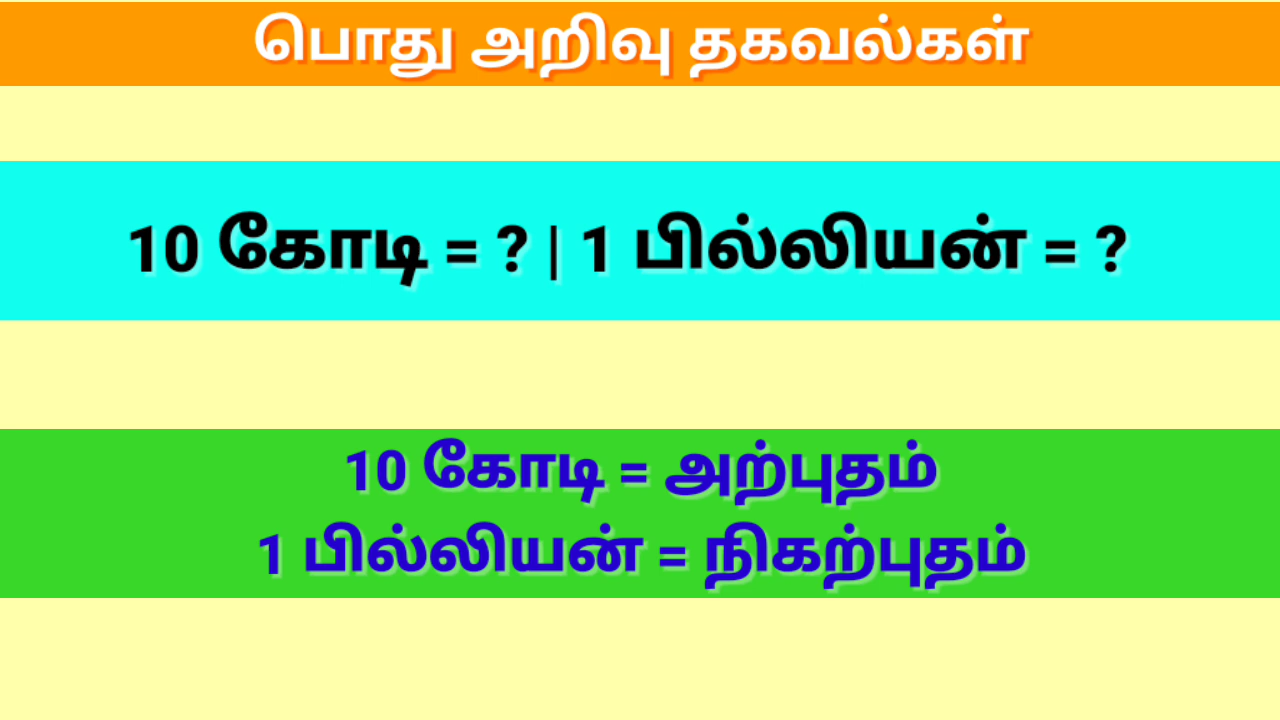 பொது அறிவு தகவல்கள்
10 கோடி = ? | 1 பில்லியன் = ?
10 கோடி = அற்புதம்
1 பில்லியன் = நிகற்புதம்